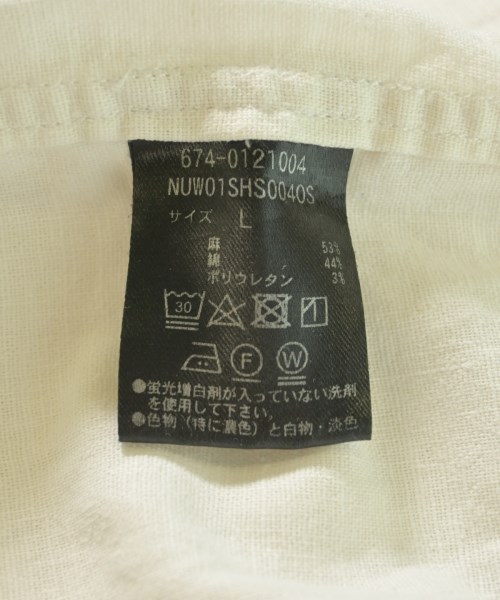 674-0121004
NUW01SHS0040S
サイズ L
麻 53%
綿 44%
ポリウレタン 3%
30
F W
●蛍光増白剤が入っていない洗剤
を使用して下さい。
●色物(特に濃色)と白物・淡色